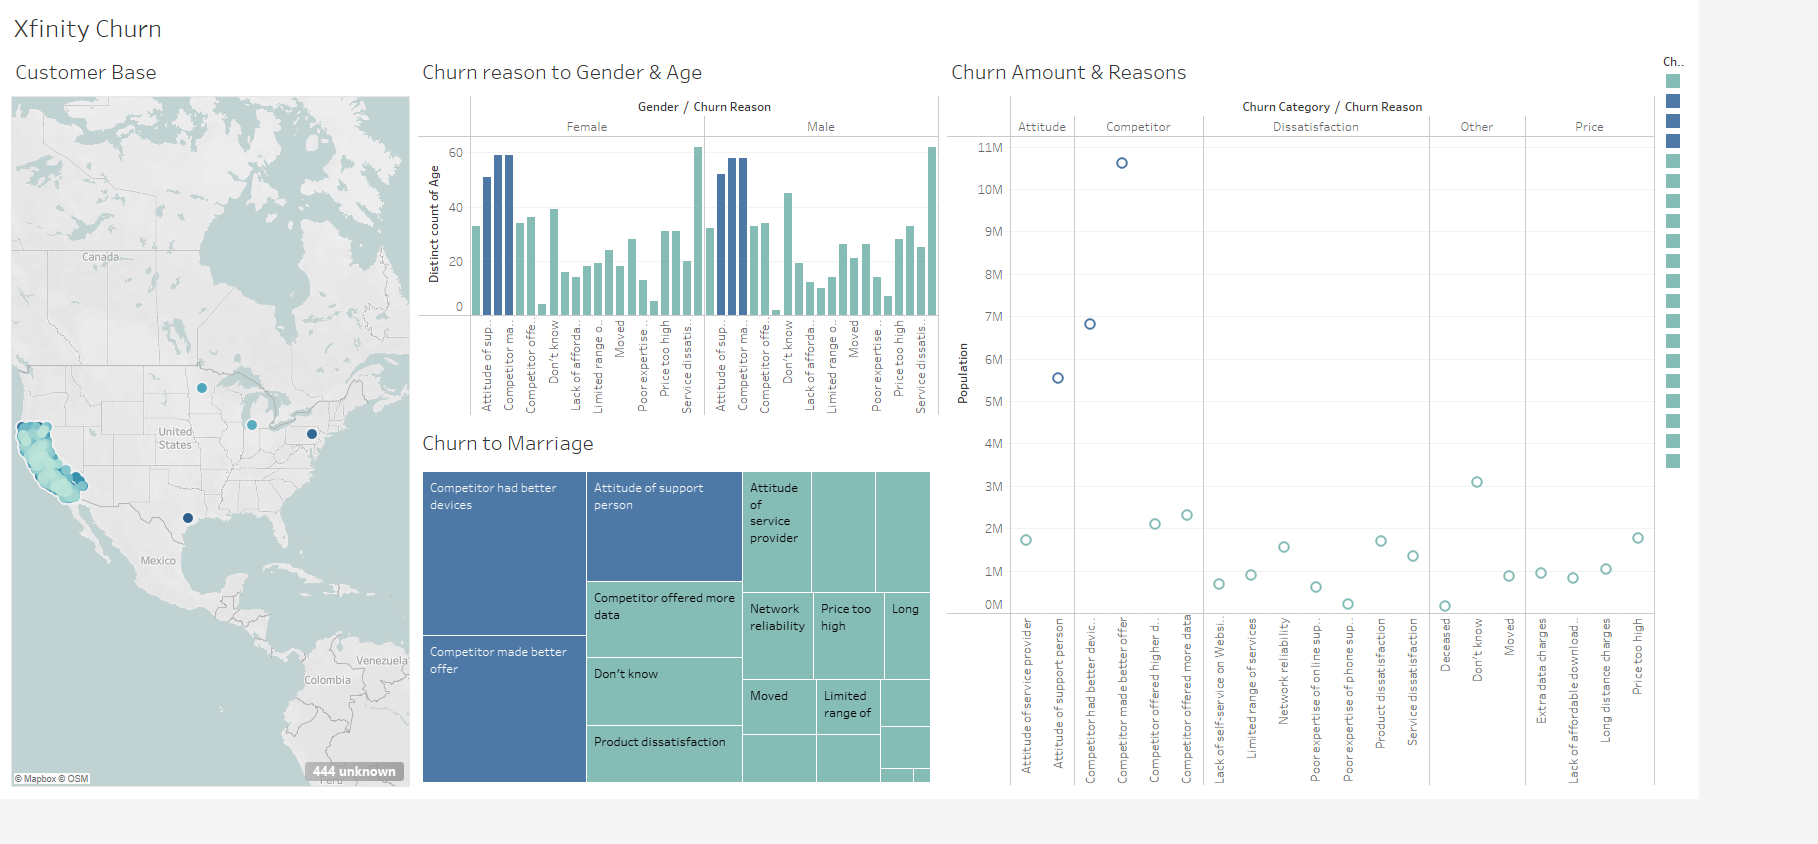 Xfinity Churn
Customer Base
Canada
United
States
Mexico
Venezuela
Colombia
© Mapbox © OSM
444 unknown
Churn reason to Gender & Age
Gender / Churn Reason
Female
Male
Distinct count of Age
60
40
20
0
Attitude of sup..
Competitor ma..
Competitor offe..
Don't know
Lack of afforda..
Limited range o..
Moved
Poor expertise ..
Price too high
Service dissatis..
Attitude of sup..
Competitor ma..
Competitor offe..
Don't know
Lack of afforda..
Limited range o..
Moved
Poor expertise ..
Price too high
Service dissatis..
Churn to Marriage
Competitor had better
devices
Competitor made better
offer
Attitude of support
person
Competitor offered more
data
Don't know
Product dissatisfaction
Attitude
of
service
provider
Network
reliability
Price too
high
Long
Moved
Limited
range of
Churn Amount & Reasons
Churn Category / Churn Reason
Attitude
Competitor
Dissatisfaction
Other
Price
Population
11M
10M
9M
8M
7M
6M
5M
4M
3M
2M
1M
0M
Attitude of service provider
Attitude of support person
Competitor had better devic..
Competitor made better offer
Competitor offered higher d..
Competitor offered more data
Lack of self-service on Websi..
Limited range of services
Network reliability
Poor expertise of online sup..
Poor expertise of phone sup..
Product dissatisfaction
Service dissatisfaction
Deceased
Don't know
Moved
Extra data charges
Lack of affordable download..
Long distance charges
Price too high
Ch..